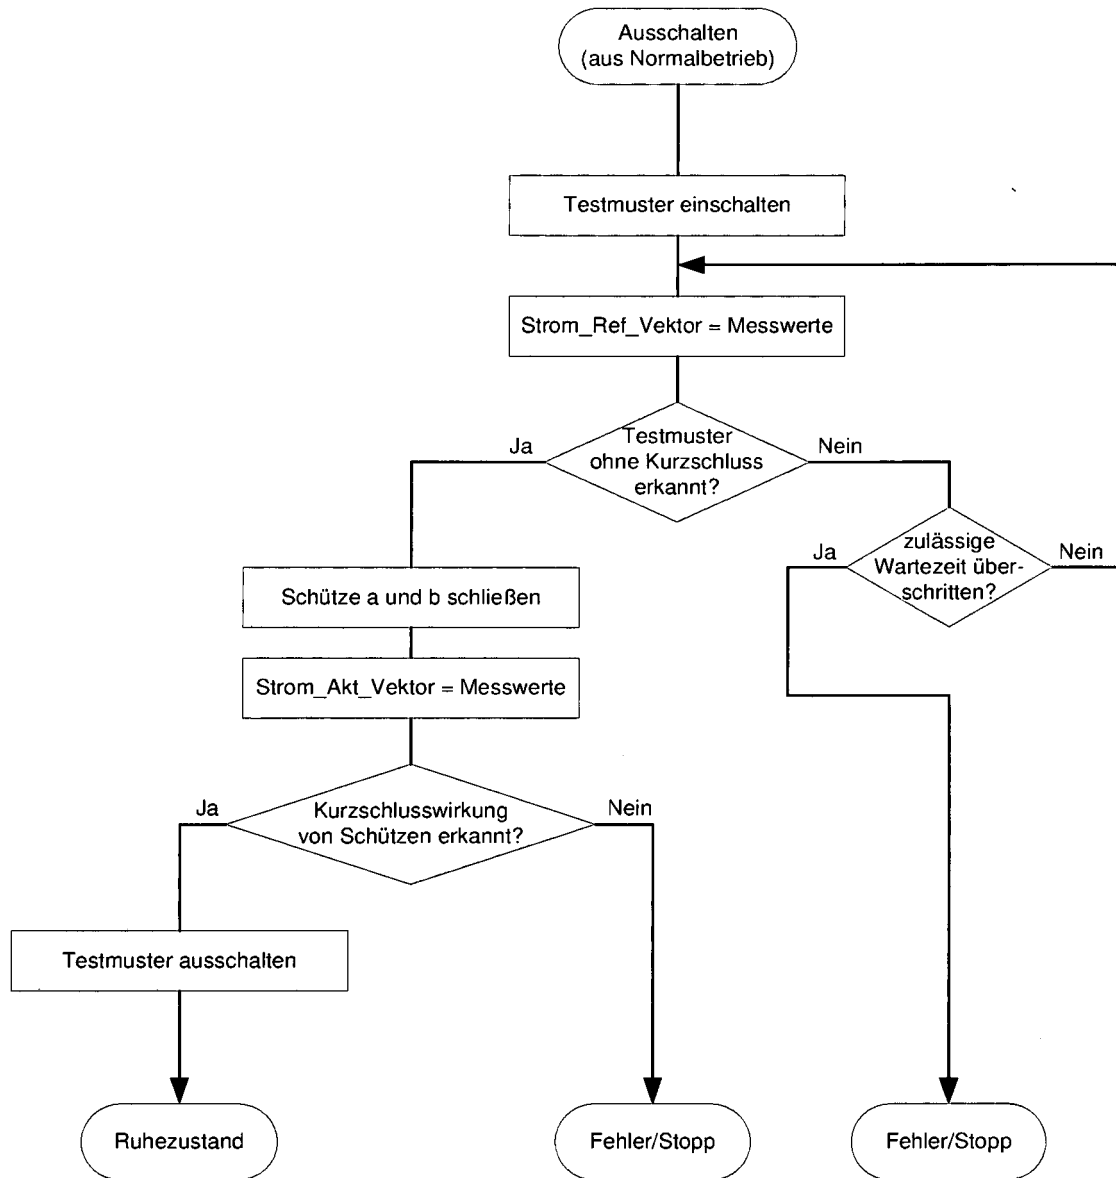 Ausschalten
(aus Normalbetrieb)
Testmuster einschalten
Strom_Ref_Vektor = Messwerte
Ja
Testmuster
ohne Kurzschluss
erkannt?
Nein
Ja
zulässige
Wartezeit über-
schritten?
Nein
Schütze a und b schließen
Strom_Akt_Vektor = Messwerte
Ja
Kurzschlusswirkung
von Schützen erkannt?
Nein
Testmuster ausschalten
Ruhezustand
Fehler/Stopp
Fehler/Stopp